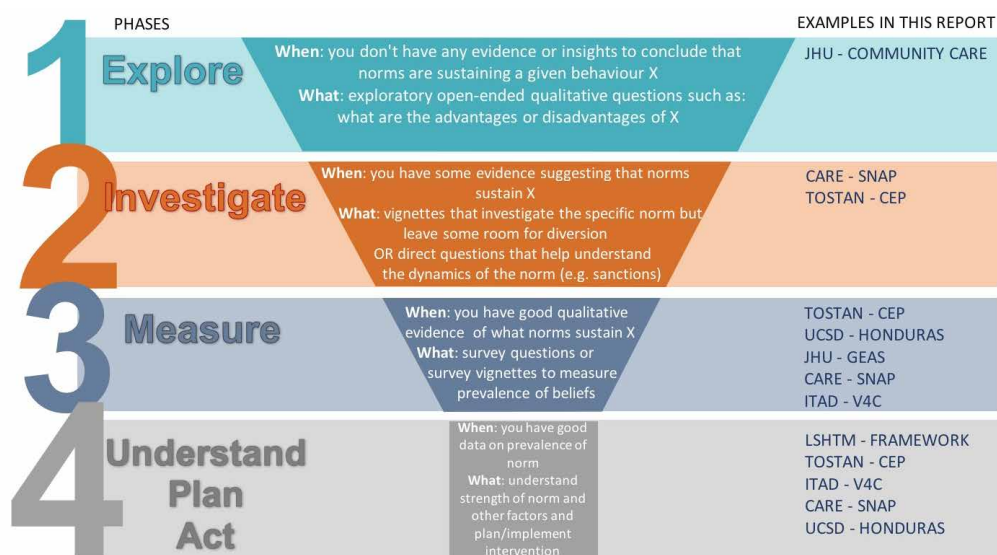 PHASES
EXAMPLES IN THIS REPORT
1
Explore
When: you don't have any evidence or insights to conclude that
norms are sustaining a given behaviour X
What: exploratory open-ended qualitative questions such as:
what are the advantages or disadvantages of X
JHU - COMMUNITY CARE
2
Investigate
When: you have some evidence suggesting that norms
sustain X
What: vignettes that investigate the specific norm but
leave some room for diversion
OR direct questions that help understand
the dynamics of the norm (e.g. sanctions)
CARE - SNAP
TOSTAN - CEP
3
Measure
When: you have good qualitative
evidence of what norms sustain X
What: survey questions or
survey vignettes to measure
prevalence of beliefs
TOSTAN - CEP
UCSD - HONDURAS
JHU - GEAS
CARE - SNAP
ITAD - V4C
4
Understand
Plan
Act
When: you have good
data on prevalence of
norm
What: understand
strength of norm and
other factors and
plan/implement
intervention
LSHTM - FRAMEWORK
TOSTAN - CEP
ITAD - V4C
CARE - SNAP
UCSD - HONDURAS